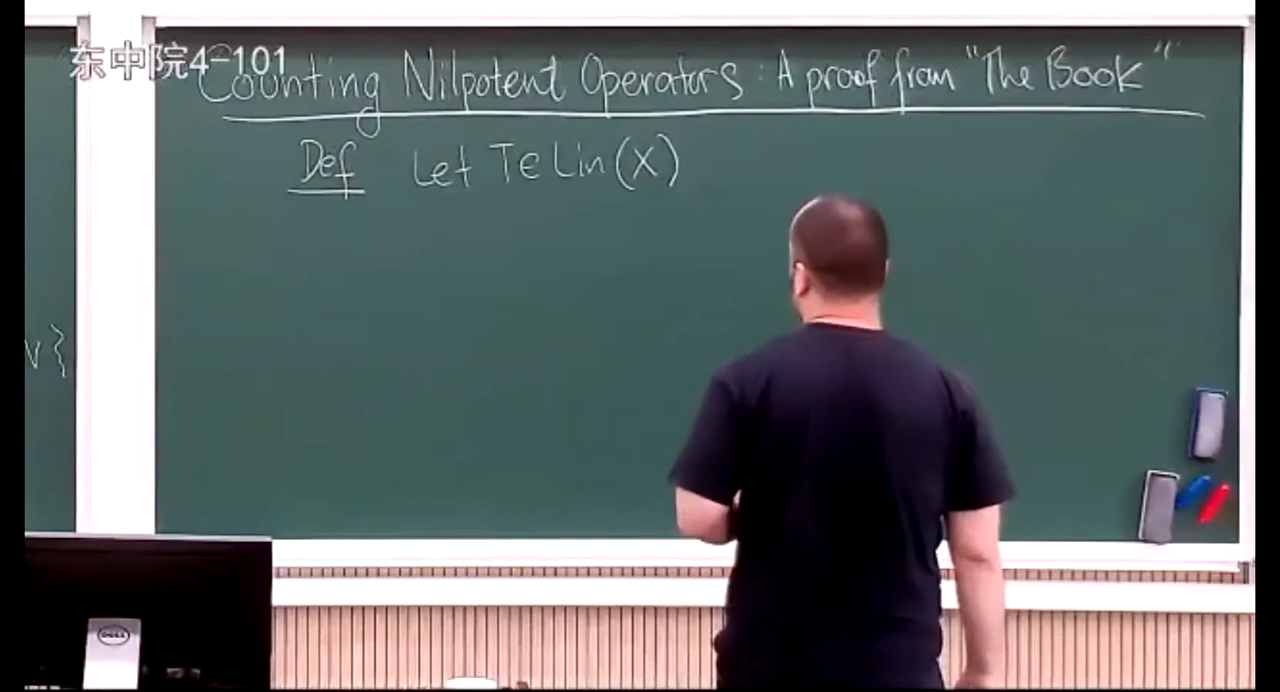 东中院4-101
Counting Nilpotent Operators: A proof from "The Book"
Def Let T∈Lin(X)
v}
DELL